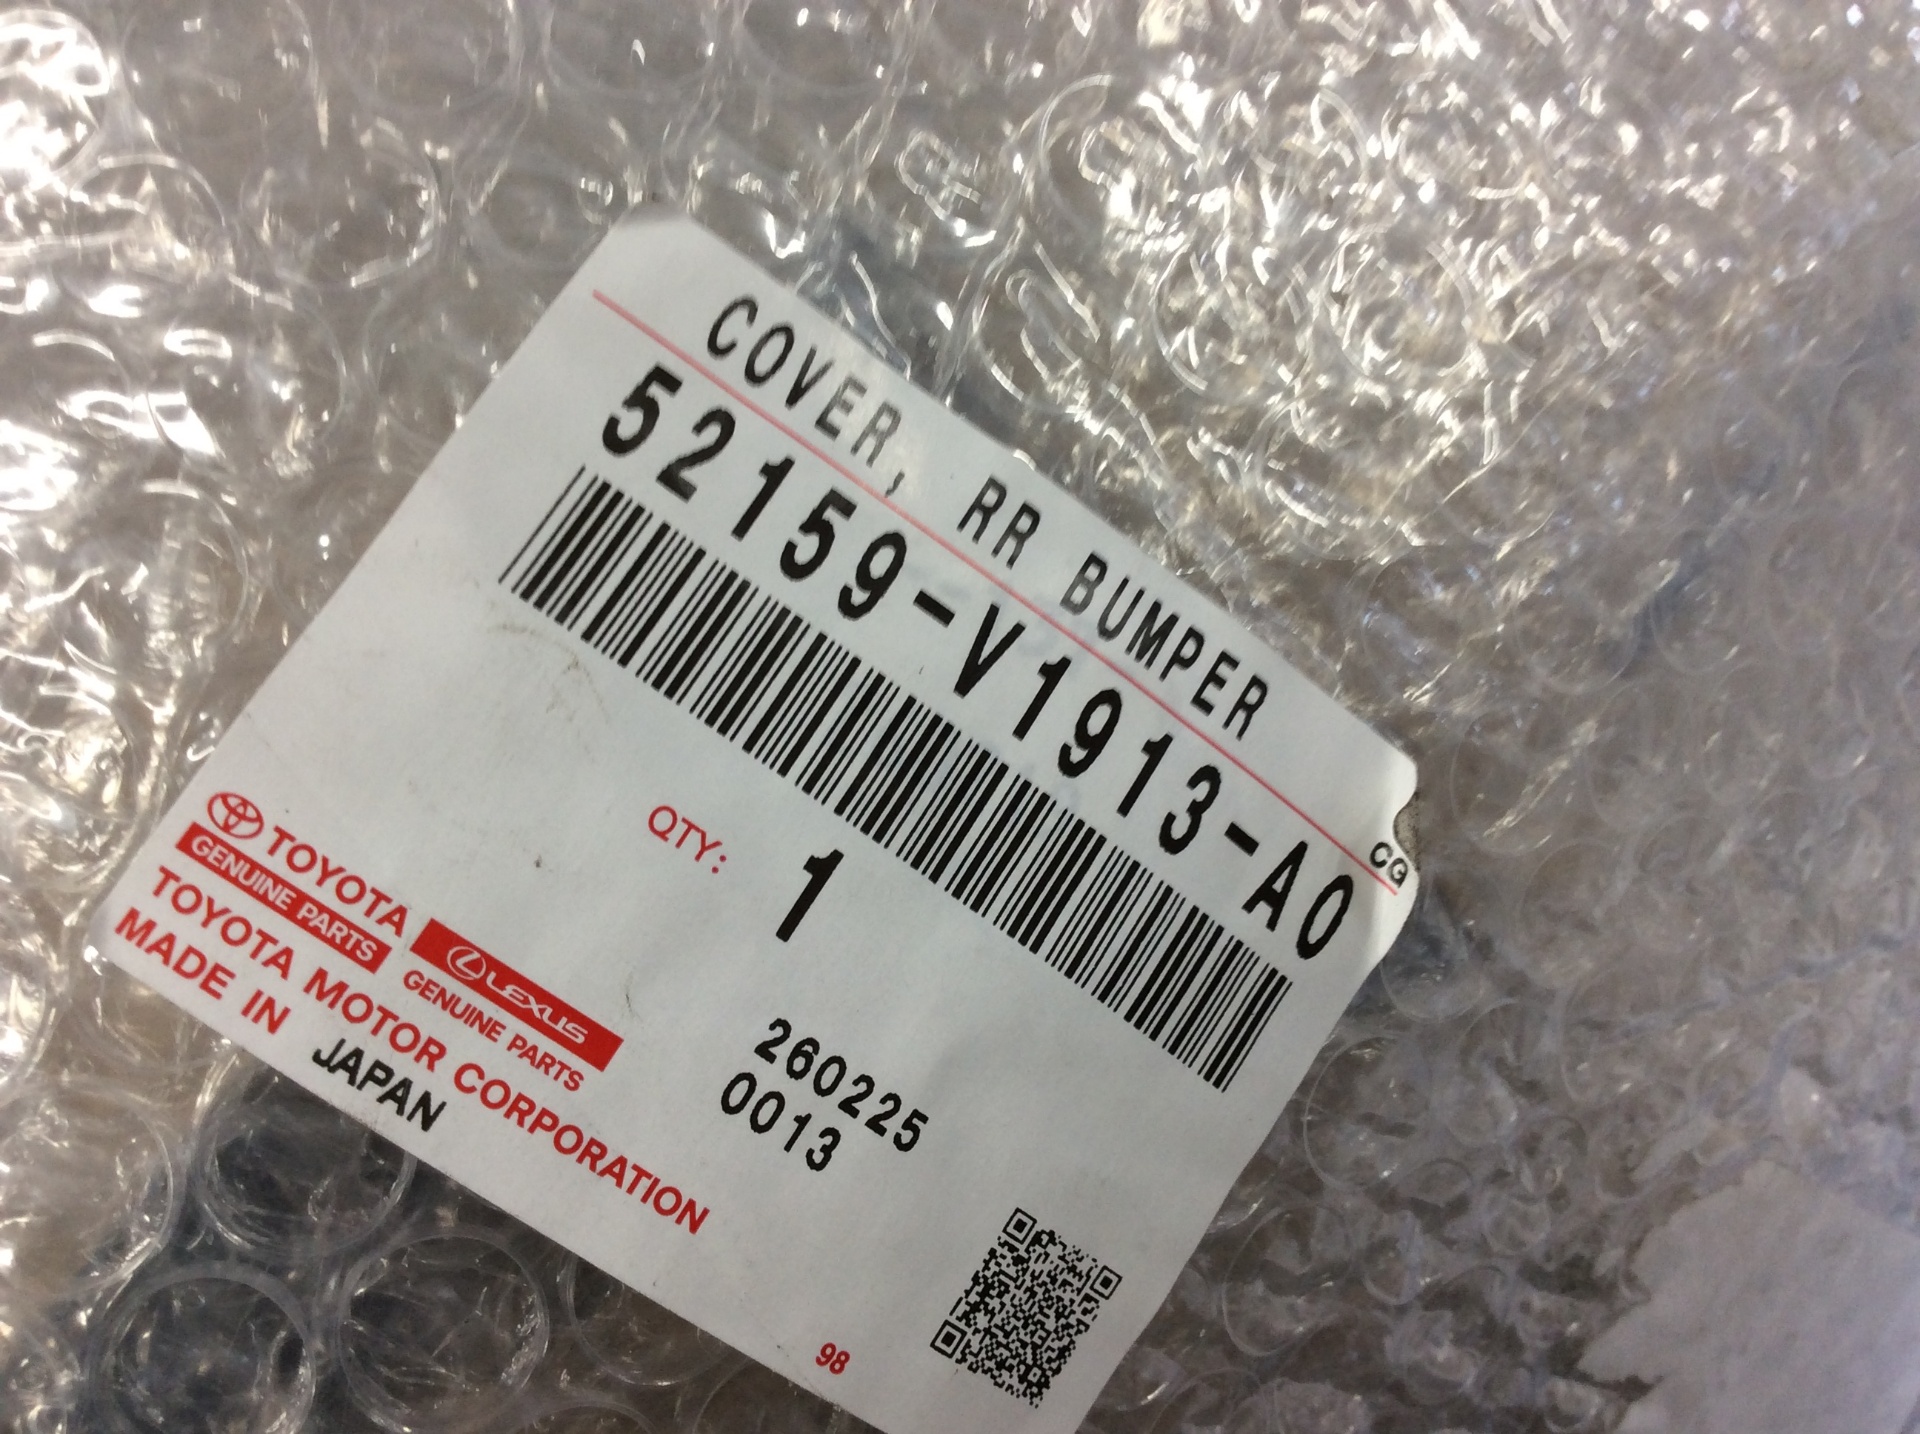 COVER, RR BUMPER
CG
52159-V1913-A0
QTY: 1
TOYOTA
GENUINE PARTS
LEXUS
GENUINE PARTS
TOYOTA MOTOR CORPORATION
MADE IN JAPAN
260225
0013
98